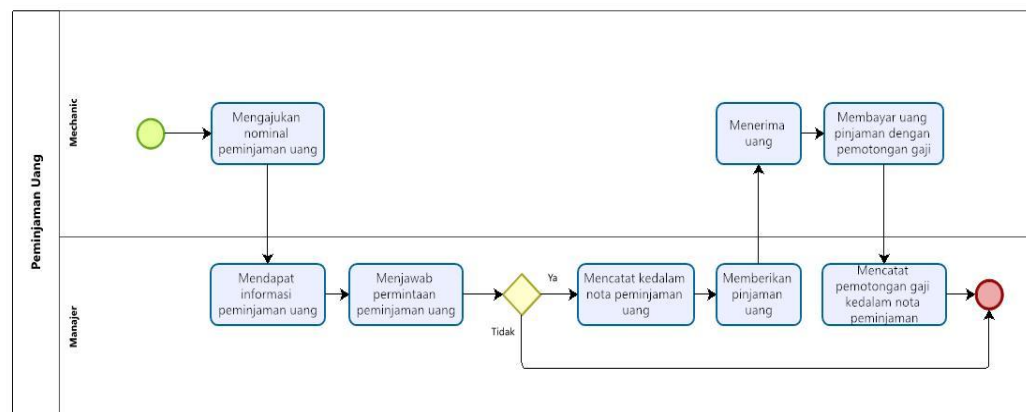 Peminjaman Uang
Mechanic
Mengajukan
nominal
peminjaman uang
Menerima
uang
Membayar uang
pinjaman dengan
pemotongan gaji
Manajer
Mendapat
informasi
peminjaman uang
Menjawab
permintaan
peminjaman uang
Ya
Tidak
Mencatat kedalam
nota peminjaman
uang
Memberikan
pinjaman
uang
Mencatat
pemotongan gaji
kedalam nota
peminjaman